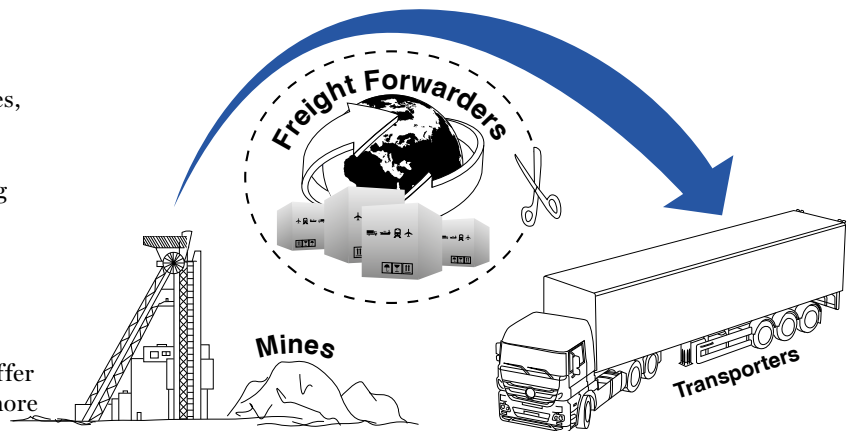 es,
g
ffer
nore
Freight Forwarders
Mines
Transporters